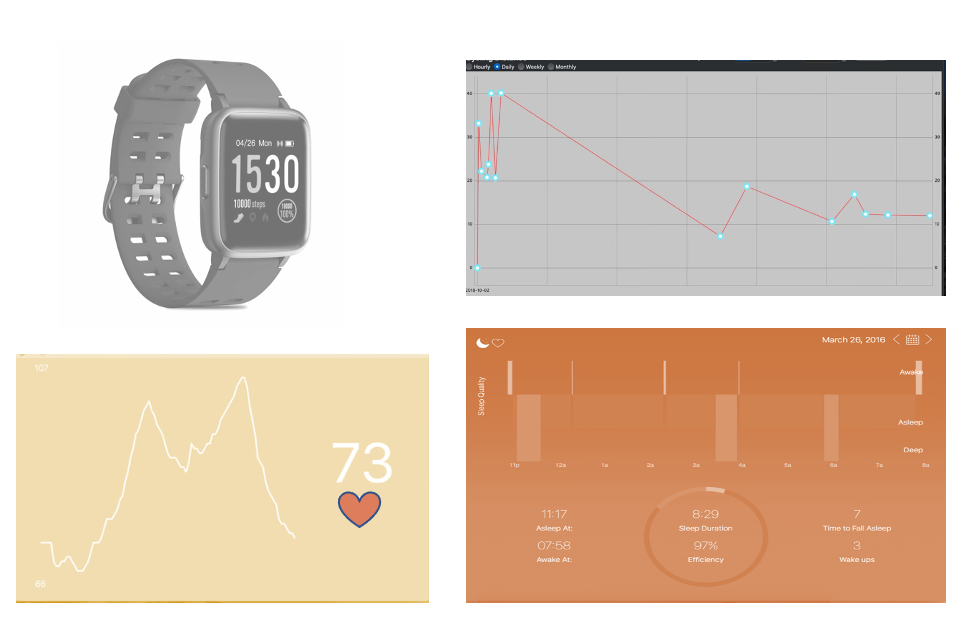 04/26 Mon
1530
10000 steps
10000
100%
Hourly Daily Weekly Monthly
40 40
30 30
20 20
10 10
0 0
2018-10-02
107
73
66
March 26, 2016
Sleep Quality
Awake
Asleep
Deep
11p 12a 1a 2a 3a 4a 5a 6a 7a 8a
11:17 8:29 7
Asleep At: Sleep Duration Time to Fall Asleep
07:58 97% 3
Awake At: Efficiency Wake ups